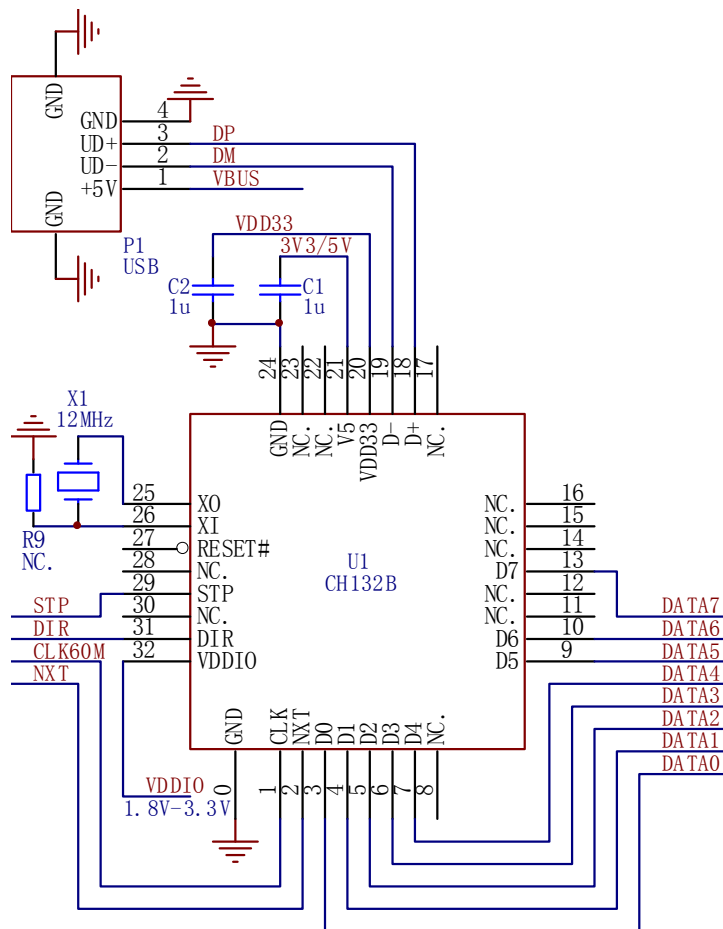 GND
GND
4
UD+
3
DP
UD-
2
DM
+5V
1
VBUS
GND
P1
USB
VDD33
3V3/5V
C2
1u
C1
1u
24
23
22
21
20
19
18
17
GND
NC.
NC.
V5
VDD33
D-
D+
NC.
X1
12MHz
R9
NC.
25
XO
26
XI
27
RESET#
28
NC.
29
STP
30
NC.
31
DIR
32
VDDIO
U1
CH132B
NC.
16
NC.
15
NC.
14
D7
13
NC.
12
NC.
11
D6
10
D5
9
STP
DIR
CLK60M
NXT
DATA7
DATA6
DATA5
DATA4
DATA3
DATA2
DATA1
DATA0
GND
CLK
NXT
D0
D1
D2
D3
D4
NC.
0
1
2
3
4
5
6
7
8
VDDIO
1.8V-3.3V